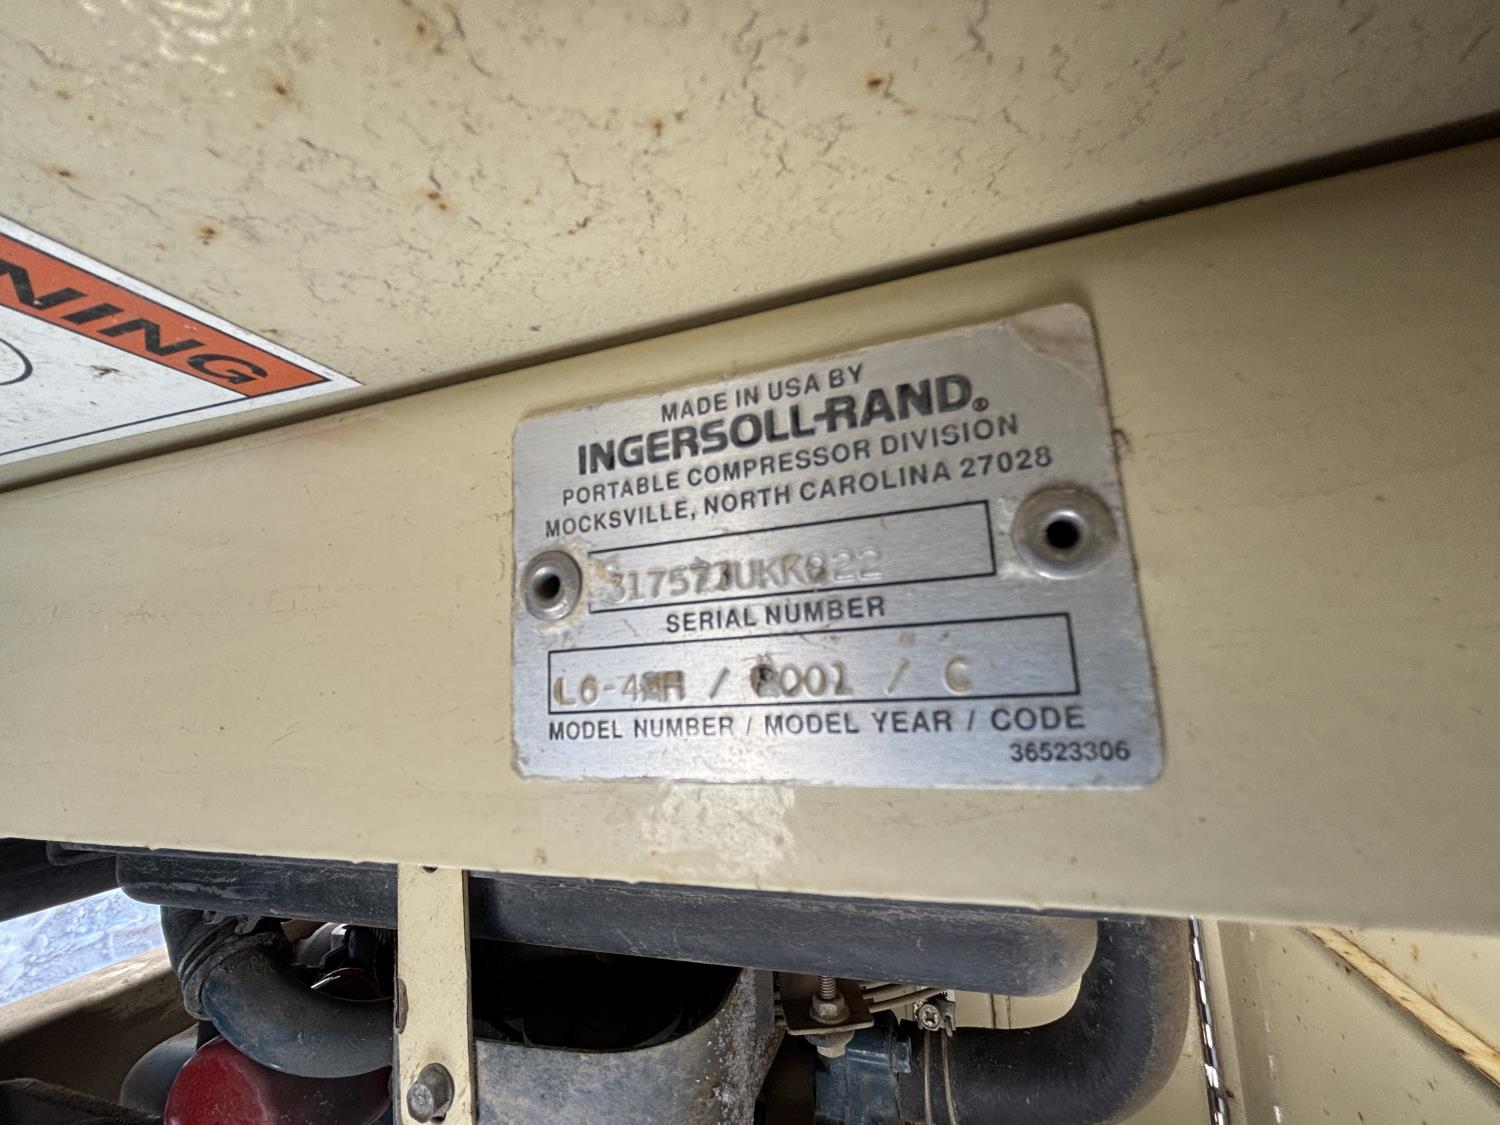 NING
MADE IN USA BY
INGERSOLL-RAND®
PORTABLE COMPRESSOR DIVISION
MOCKSVILLE, NORTH CAROLINA 27028
SERIAL NUMBER
/ 2001 / C
MODEL NUMBER / MODEL YEAR / CODE
36523306